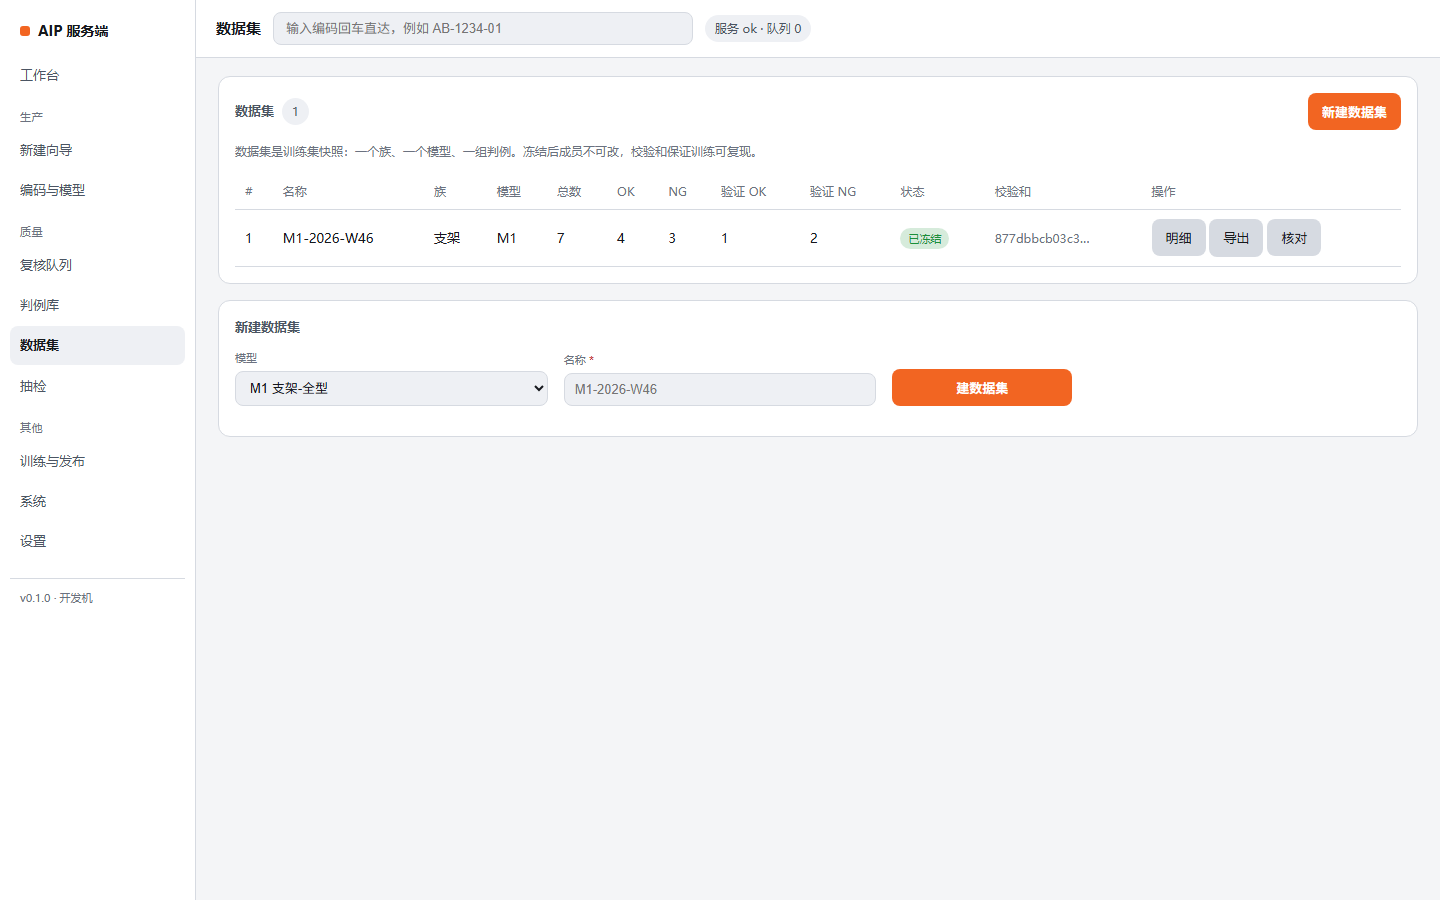 AIP 服务端
工作台
生产
新建向导
编码与模型
质量
复核队列
判例库
数据集
抽检
其他
训练与发布
系统
设置
v0.1.0 · 开发机
数据集 输入编码回车直达，例如 AB-1234-01 服务 ok · 队列 0
数据集 1 新建数据集
数据集是训练集快照：一个族、一个模型、一组判例。冻结后成员不可改，校验和保证训练可复现。
# 名称 族 模型 总数 OK NG 验证 OK 验证 NG 状态 校验和 操作
1 M1-2026-W46 支架 M1 7 4 3 1 2 已冻结 877dbbcb03c3... 明细 导出 核对
新建数据集
模型 名称 *
M1 支架-全型 M1-2026-W46 建数据集